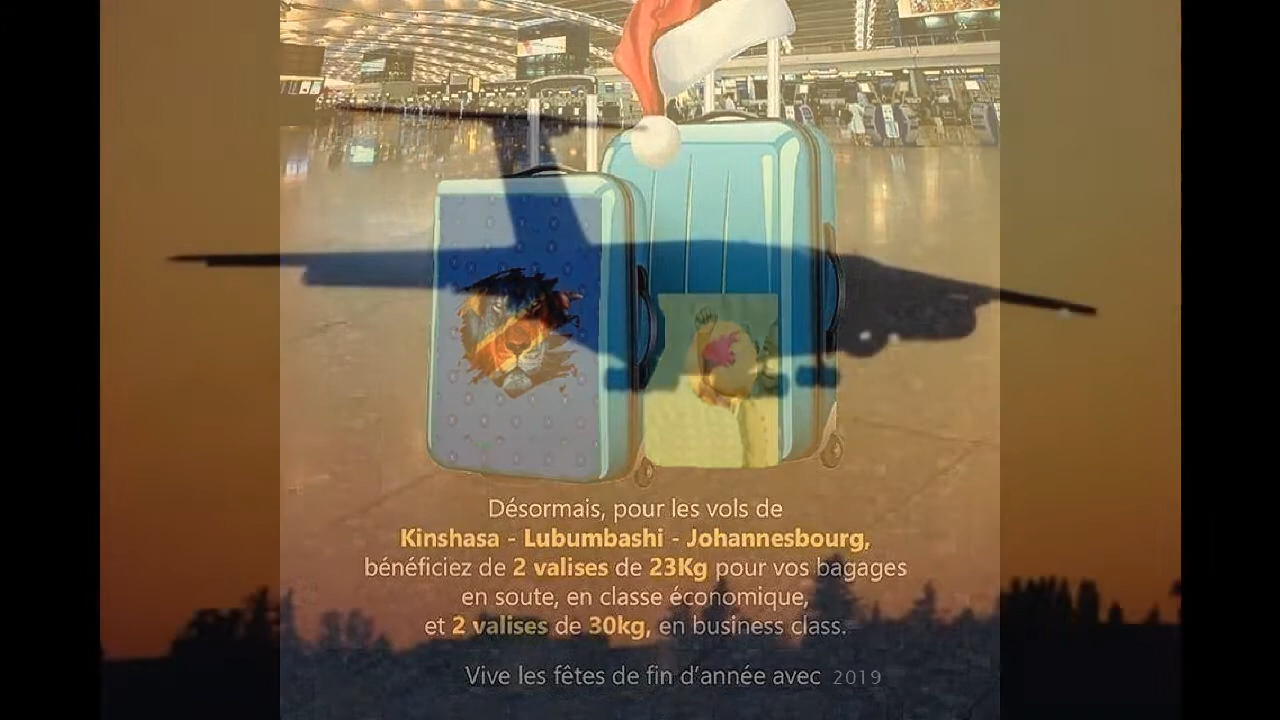 Désormais, pour les vols de
Kinshasa - Lubumbashi - Johannesbourg,
bénéficiez de 2 valises de 23Kg pour vos bagages
en soute, en classe économique,
et 2 valises de 30kg, en business class.
Vive les fêtes de fin d'année avec 2019